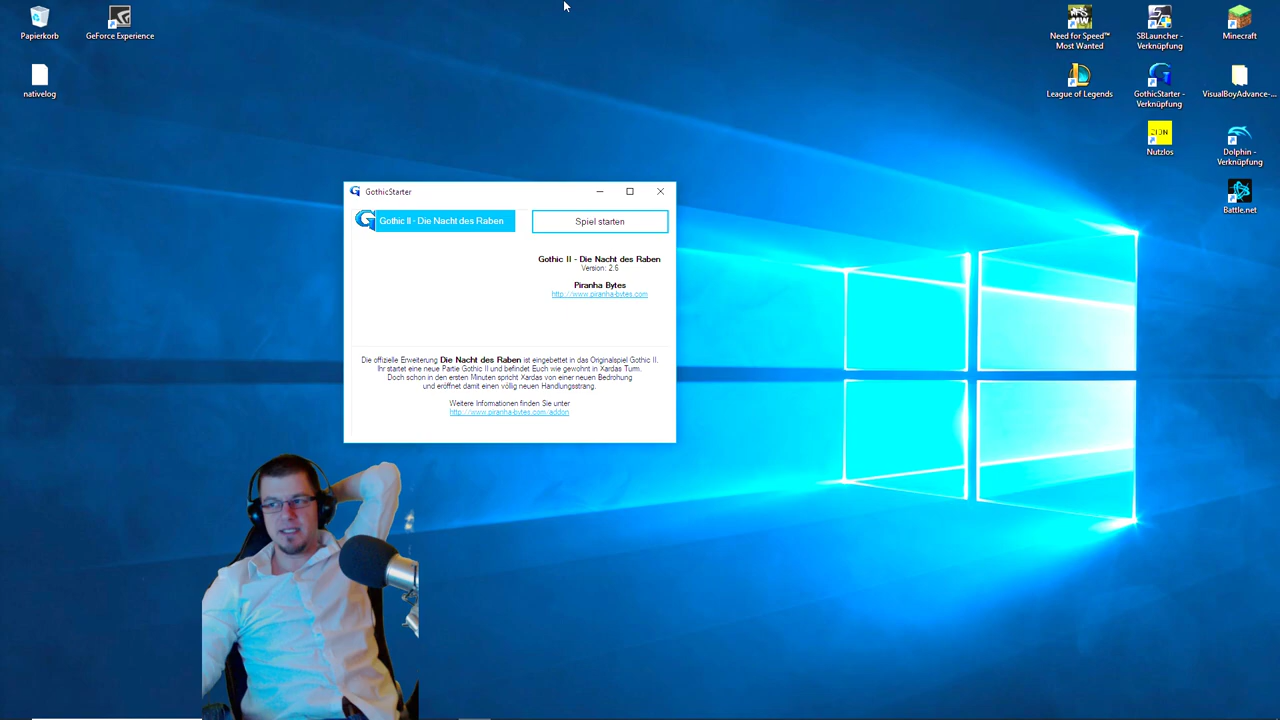 Papierkorb
GeForce Experience
nativelog
Need for Speed™
Most Wanted
SBLauncher -
Verknüpfung
Minecraft
League of Legends
GothicStarter -
Verknüpfung
VisualBoyAdvance-...
ZION
Nutzlos
Dolphin -
Verknüpfung
Battle.net
GothicStarter
Gothic II - Die Nacht des Raben
Spiel starten
Gothic II - Die Nacht des Raben
Version: 2.6
Piranha Bytes
http://www.piranha-bytes.com
Die offizielle Erweiterung Die Nacht des Raben ist eingebettet in das Originalspiel Gothic II.
Ihr startet eine neue Partie Gothic II und befindet Euch wie gewohnt in Xardas Turm.
Doch schon in den ersten Minuten spricht Xardas von einer neuen Bedrohung
und eröffnet damit einen völlig neuen Handlungsstrang.
Weitere Informationen finden Sie unter
http://www.piranha-bytes.com/addon